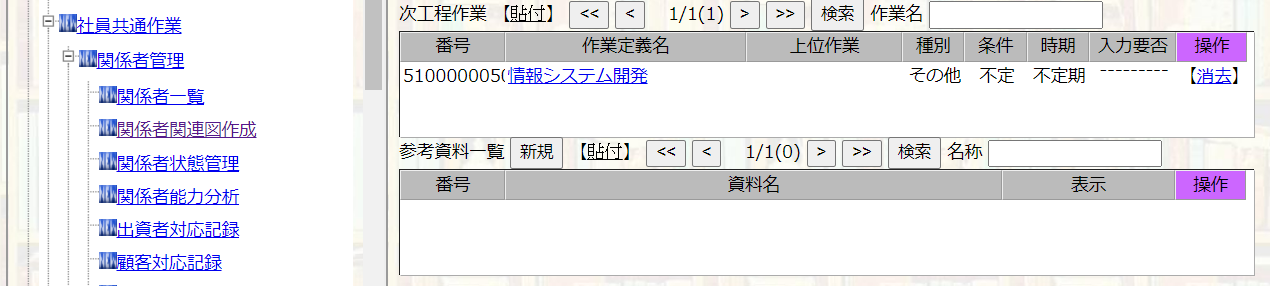 社員共通作業
関係者管理
関係者一覧
関係者関連図作成
関係者状態管理
関係者能力分析
出資者対応記録
顧客対応記録
次工程作業 【貼付】 << < 1/1(1) > >> 検索 作業名
番号 作業定義名 上位作業 種別 条件 時期 入力要否 操作
510000005 情報システム開発 その他 不定 不定期 --------- 【消去】
参考資料一覧 新規 【貼付】 << < 1/1(0) > >> 検索 名称
番号 資料名 表示 操作